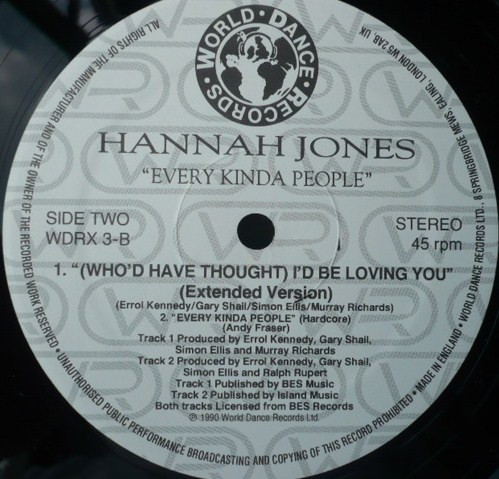 WORLD · DANCE · RECORDS ·
HANNAH JONES
"EVERY KINDA PEOPLE"
SIDE TWO
WDRX 3-B
STEREO
45 rpm
1. "(WHO'D HAVE THOUGHT) I'D BE LOVING YOU"
(Extended Version)
(Errol Kennedy/Gary Shail/Simon Ellis/Murray Richards)
2. "EVERY KINDA PEOPLE" (Hardcore)
(Andy Fraser)
Track 1 Produced by Errol Kennedy, Gary Shail,
Simon Ellis and Murray Richards
Track 2 Produced by Errol Kennedy, Gary Shail,
Simon Ellis and Ralph Rupert
Track 1 Published by BES Music
Track 2 Published by Island Music
Both tracks Licensed from BES Records
℗ 1990 World Dance Records Ltd.
ALL RIGHTS OF THE MANUFACTURER AND OF THE OWNER OF THE RECORDED WORK RESERVED · UNAUTHORISED PUBLIC PERFORMANCE BROADCASTING AND COPYING OF THIS RECORD PROHIBITED · MADE IN ENGLAND · WORLD DANCE RECORDS LTD., 8 SPRINGBRIDGE MEWS, EALING, LONDON W5 2AB, UK